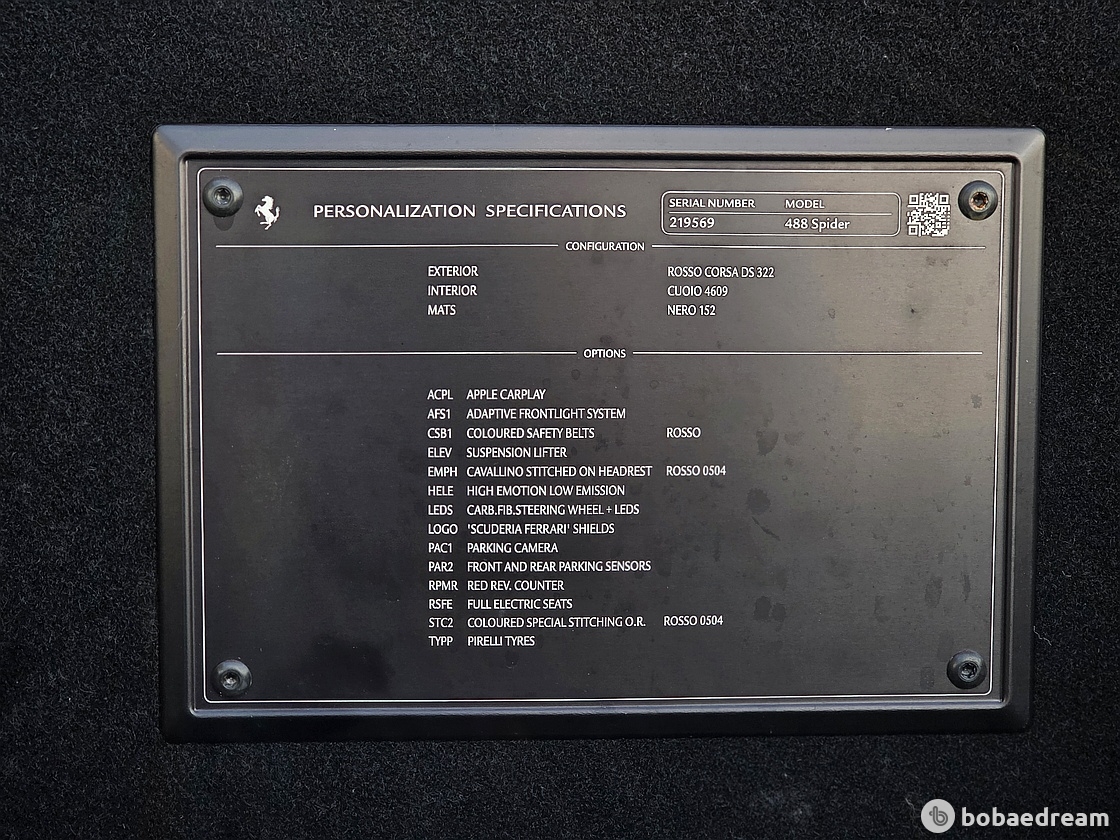 PERSONALIZATION SPECIFICATIONS
SERIAL NUMBER MODEL
219569 488 Spider
CONFIGURATION
EXTERIOR ROSSO CORSA DS 322
INTERIOR CUOIO 4609
MATS NERO 152
OPTIONS
ACPL APPLE CARPLAY
AFS1 ADAPTIVE FRONTLIGHT SYSTEM
CSB1 COLOURED SAFETY BELTS ROSSO
ELEV SUSPENSION LIFTER
EMPH CAVALLINO STITCHED ON HEADREST ROSSO 0504
HELE HIGH EMOTION LOW EMISSION
LEDS CARB.FIB.STEERING WHEEL + LEDS
LOGO 'SCUDERIA FERRARI' SHIELDS
PAC1 PARKING CAMERA
PAR2 FRONT AND REAR PARKING SENSORS
RPMR RED REV. COUNTER
RSFE FULL ELECTRIC SEATS
STC2 COLOURED SPECIAL STITCHING O.R. ROSSO 0504
TYPP PIRELLI TYRES
bobaedream